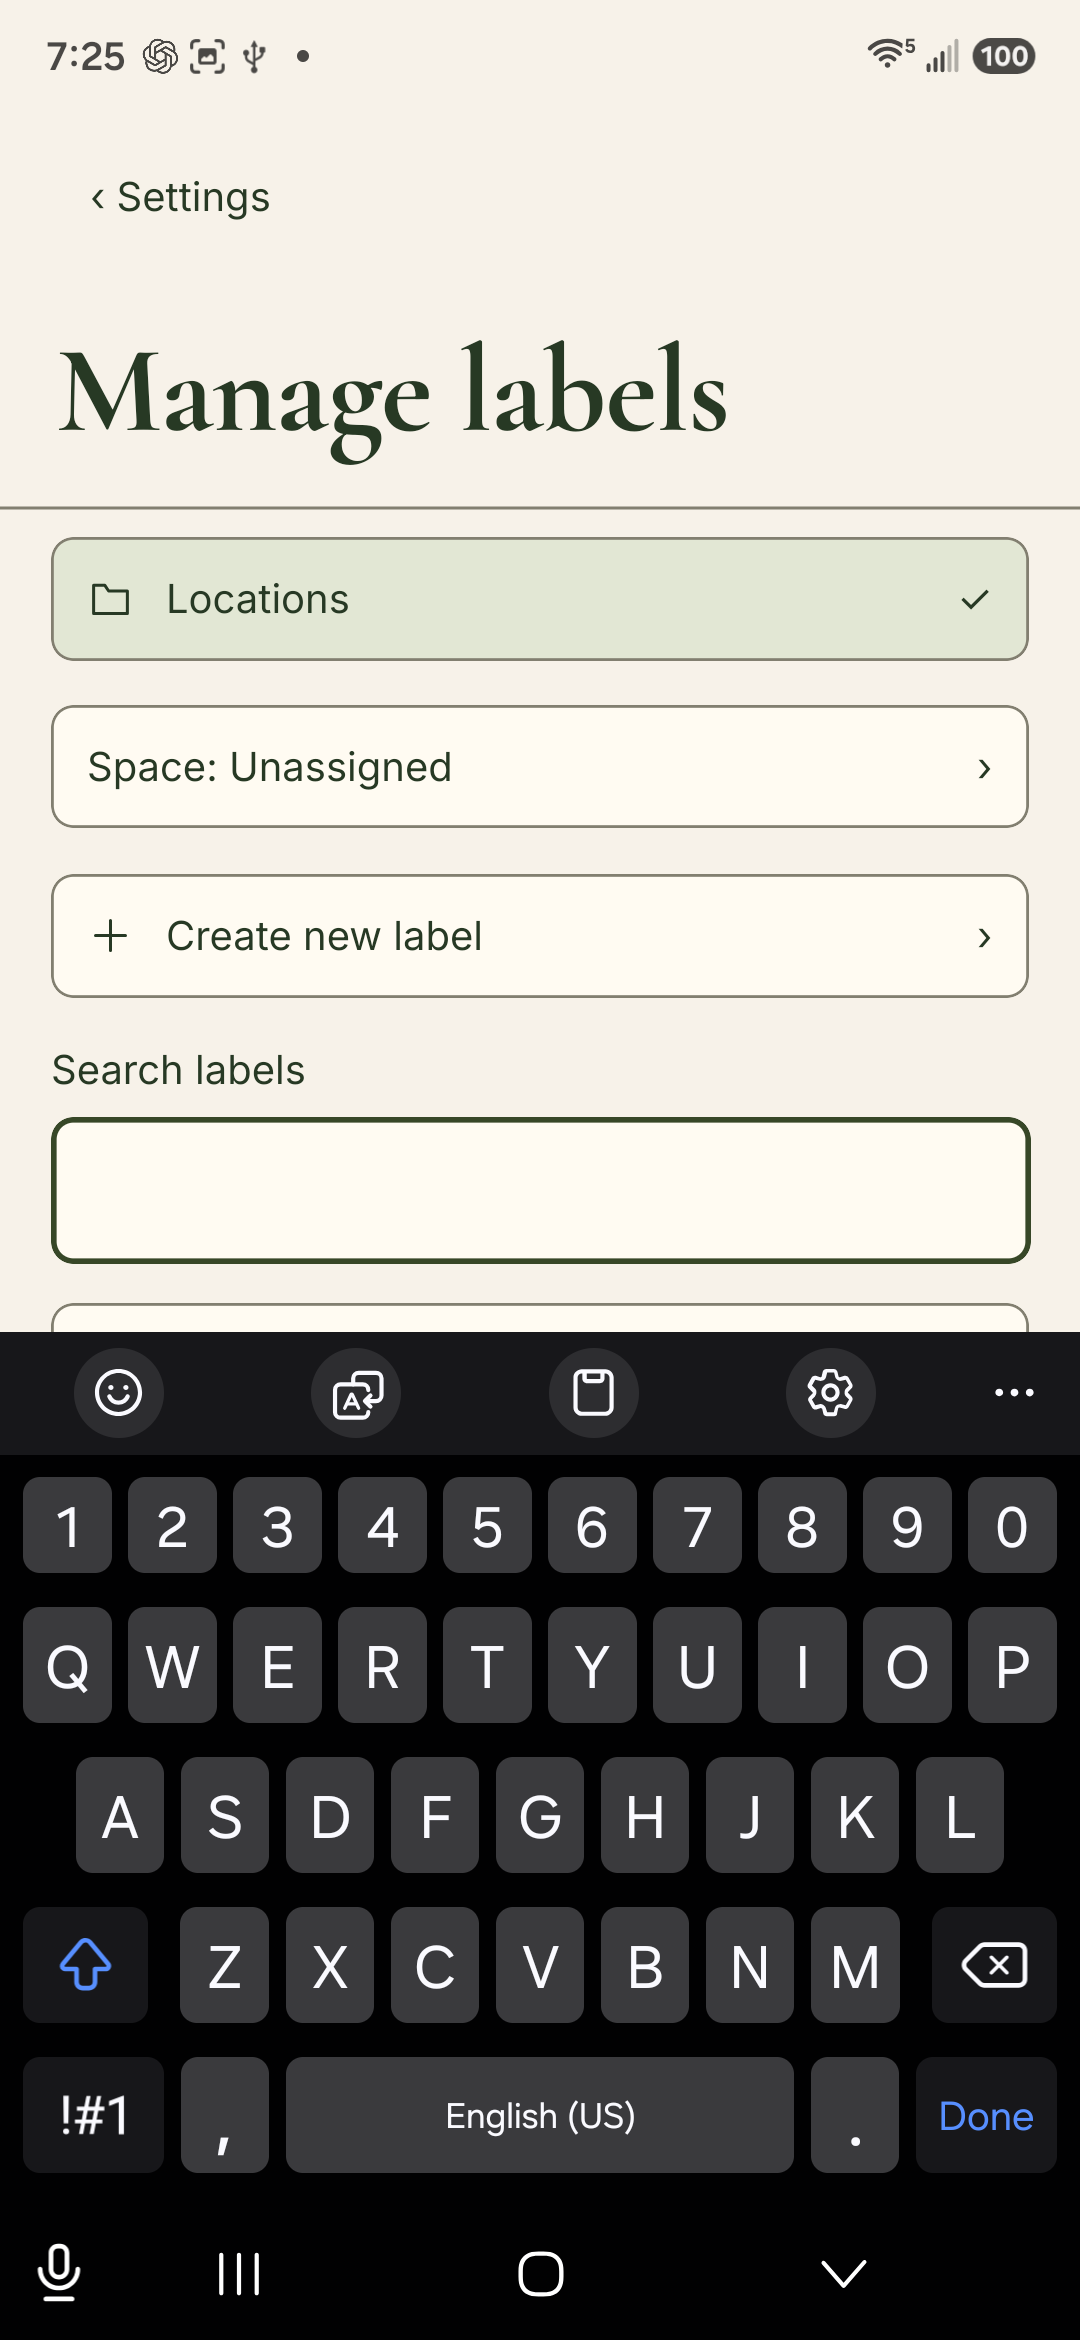 7:25 5 100
‹ Settings
Manage labels
Locations
Space: Unassigned ›
Create new label ›
Search labels
1 2 3 4 5 6 7 8 9 0
Q W E R T Y U I O P
A S D F G H J K L
Z X C V B N M
!#1 , English (US) . Done